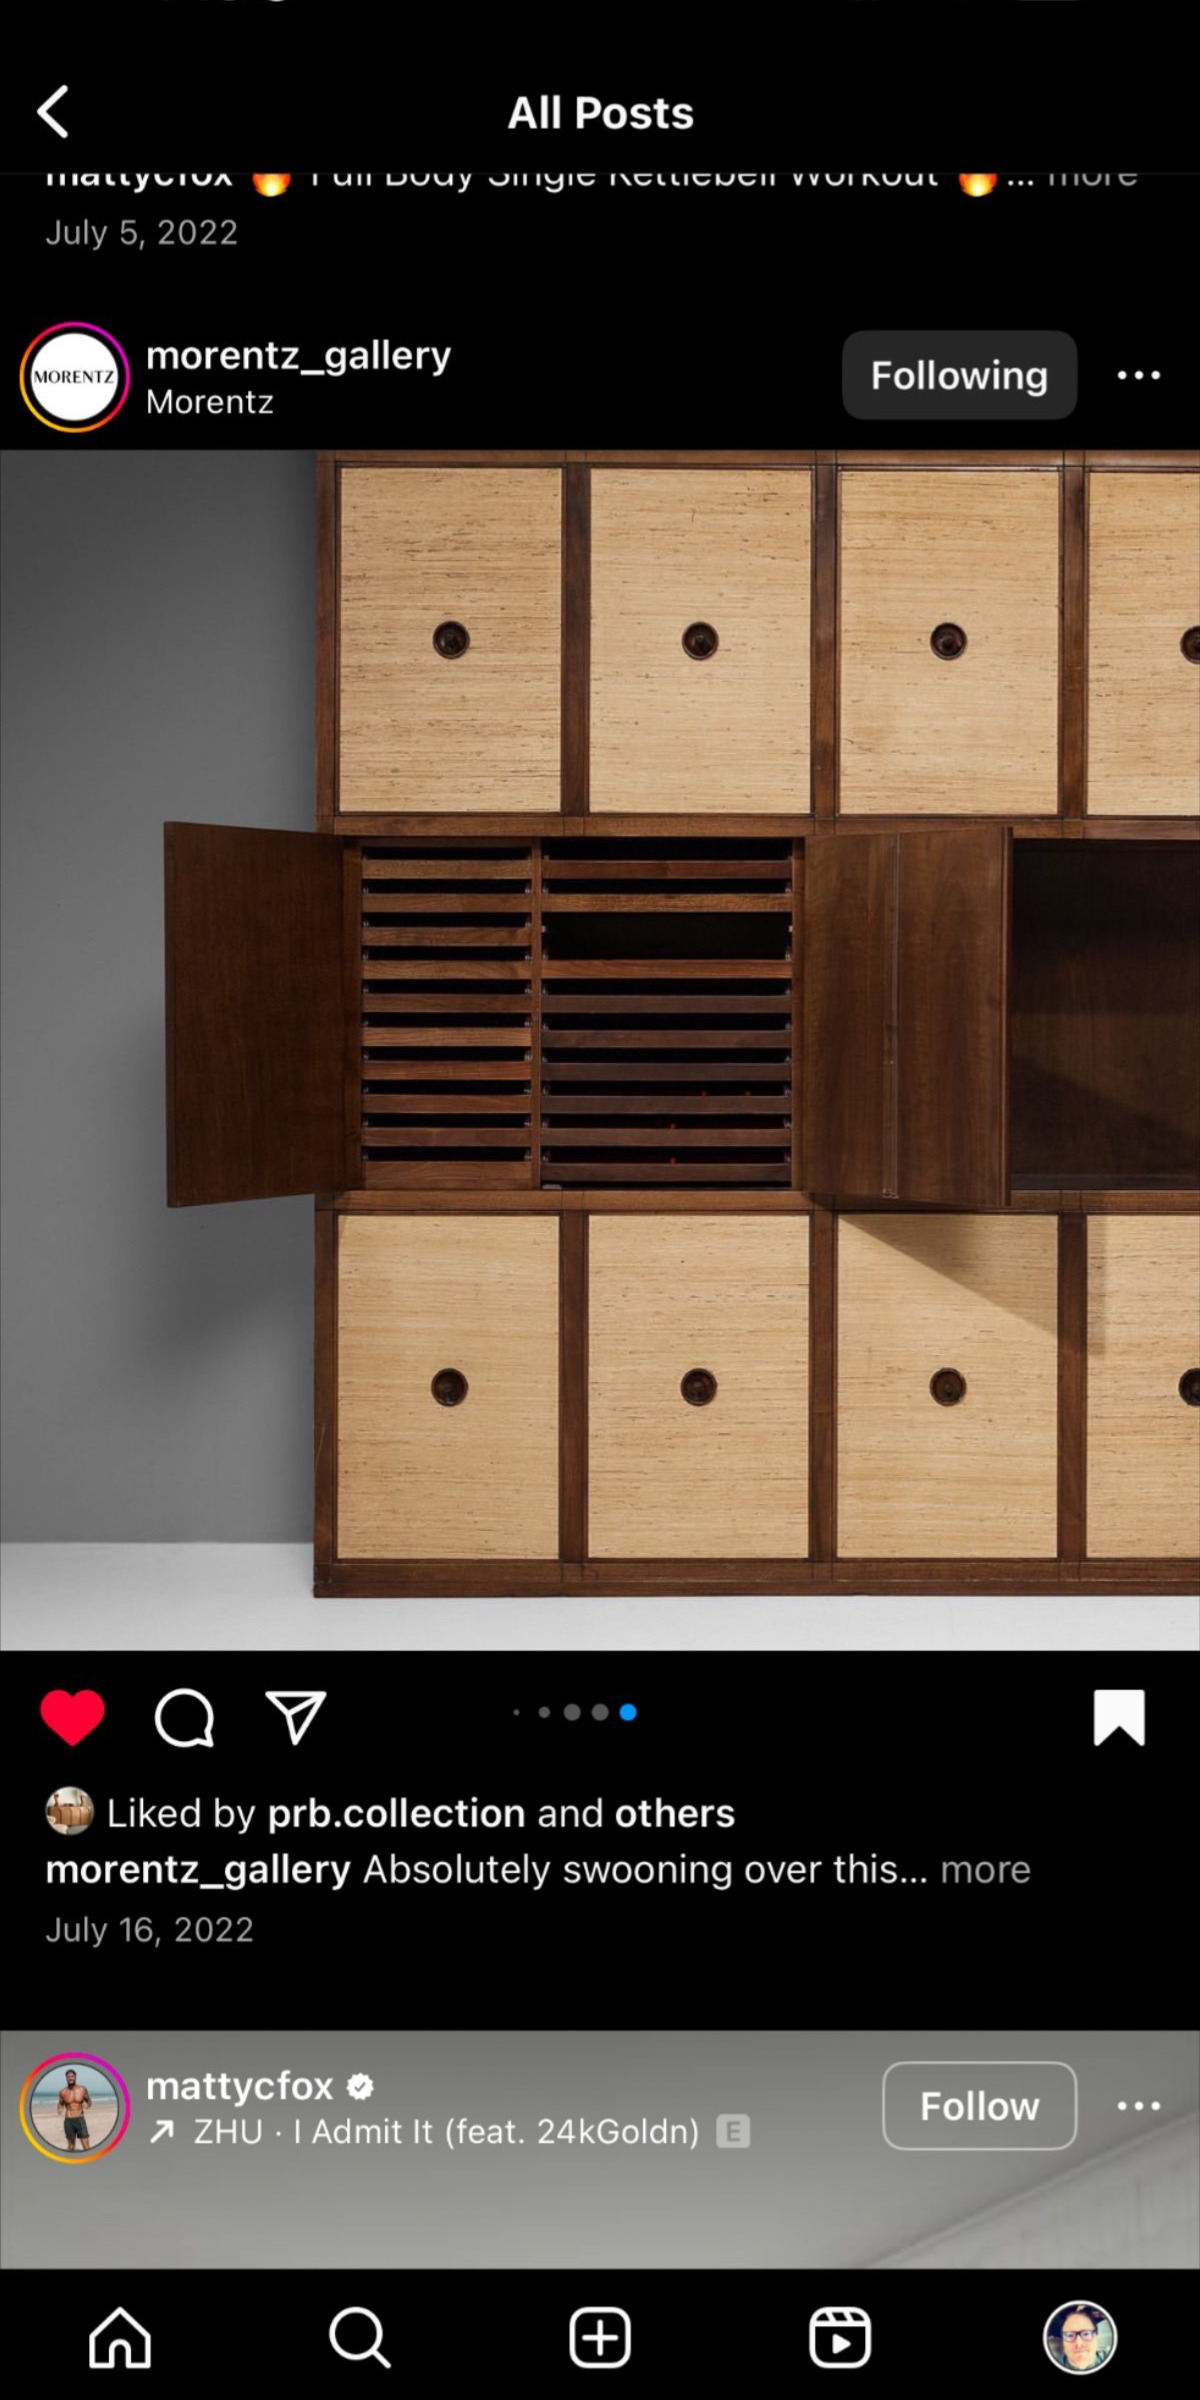 All Posts
mattycfox 🔥 Full Body Single Kettlebell Workout 🔥... more
July 5, 2022
MORENTZ
morentz_gallery
Morentz
Following
Liked by prb.collection and others
morentz_gallery Absolutely swooning over this... more
July 16, 2022
mattycfox
ZHU · I Admit It (feat. 24kGoldn) E
Follow